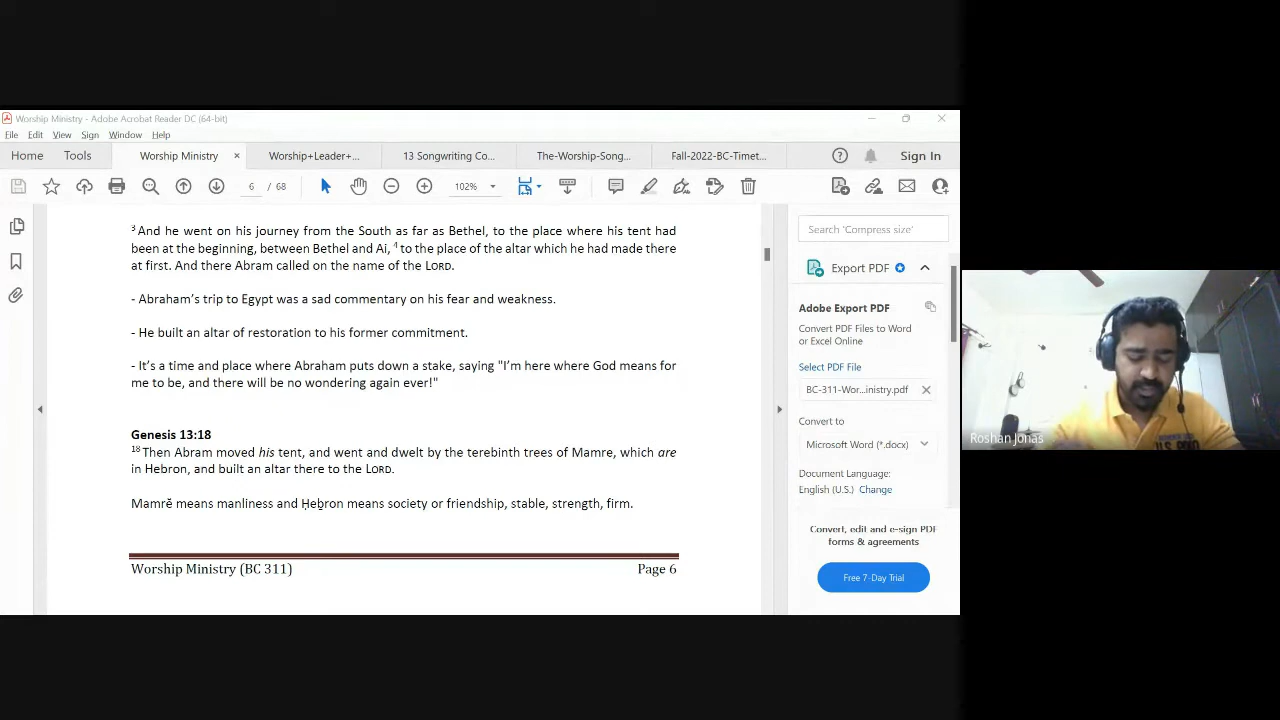 Worship Ministry - Adobe Acrobat Reader DC (64-bit)
File Edit View Sign Window Help
Home Tools Worship Ministry × Worship+Leader+... 13 Songwriting Co... The-Worship-Song... Fall-2022-BC-Timet... Sign In
6 / 68 102%
3 And he went on his journey from the South as far as Bethel, to the place where his tent had
been at the beginning, between Bethel and Ai, 4 to the place of the altar which he had made there
at first. And there Abram called on the name of the LORD.
- Abraham's trip to Egypt was a sad commentary on his fear and weakness.
- He built an altar of restoration to his former commitment.
- It's a time and place where Abraham puts down a stake, saying "I'm here where God means for
me to be, and there will be no wondering again ever!"
Genesis 13:18
18 Then Abram moved his tent, and went and dwelt by the terebinth trees of Mamre, which are
in Hebron, and built an altar there to the LORD.
Mamrĕ means manliness and Ḥeḇron means society or friendship, stable, strength, firm.
Worship Ministry (BC 311) Page 6
Search 'Compress size'
Export PDF
Adobe Export PDF
Convert PDF Files to Word
or Excel Online
Select PDF File
BC-311-Wor...inistry.pdf
Convert to
Microsoft Word (*.docx)
Document Language:
English (U.S.) Change
Convert, edit and e-sign PDF
forms & agreements
Free 7-Day Trial
Roshan Jonas